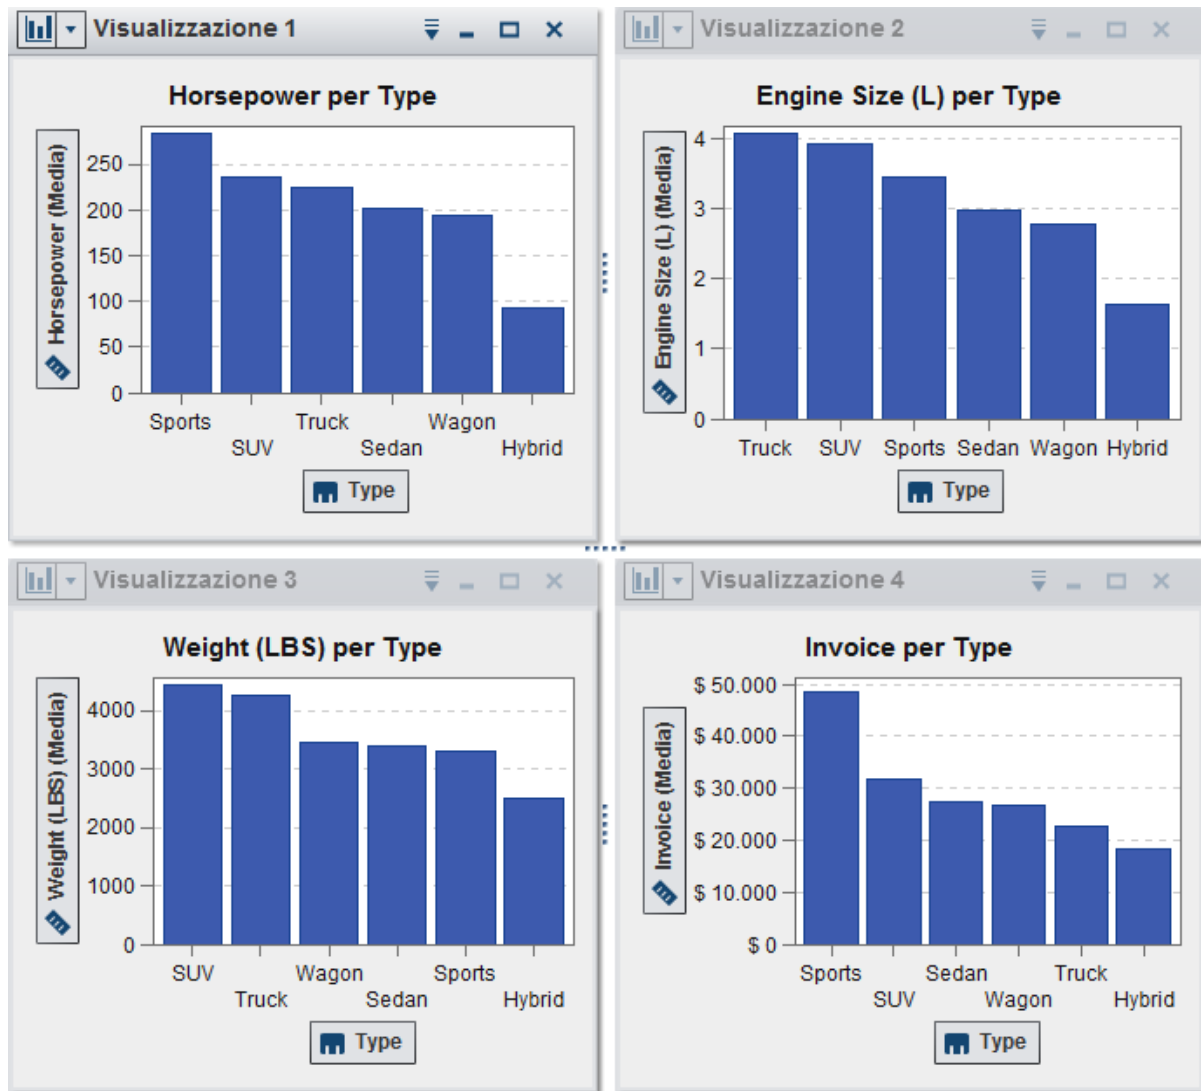 Visualizzazione 1
Horsepower per Type
Horsepower (Media)
250
200
150
100
50
0
Sports
SUV
Truck
Sedan
Wagon
Hybrid
Type
Visualizzazione 2
Engine Size (L) per Type
Engine Size (L) (Media)
4
3
2
1
0
Truck SUV Sports Sedan Wagon Hybrid
Type
Visualizzazione 3
Weight (LBS) per Type
Weight (LBS) (Media)
4000
3000
2000
1000
0
SUV
Truck
Wagon
Sedan
Sports
Hybrid
Type
Visualizzazione 4
Invoice per Type
Invoice (Media)
$ 50.000
$ 40.000
$ 30.000
$ 20.000
$ 10.000
$ 0
Sports
SUV
Sedan
Wagon
Truck
Hybrid
Type